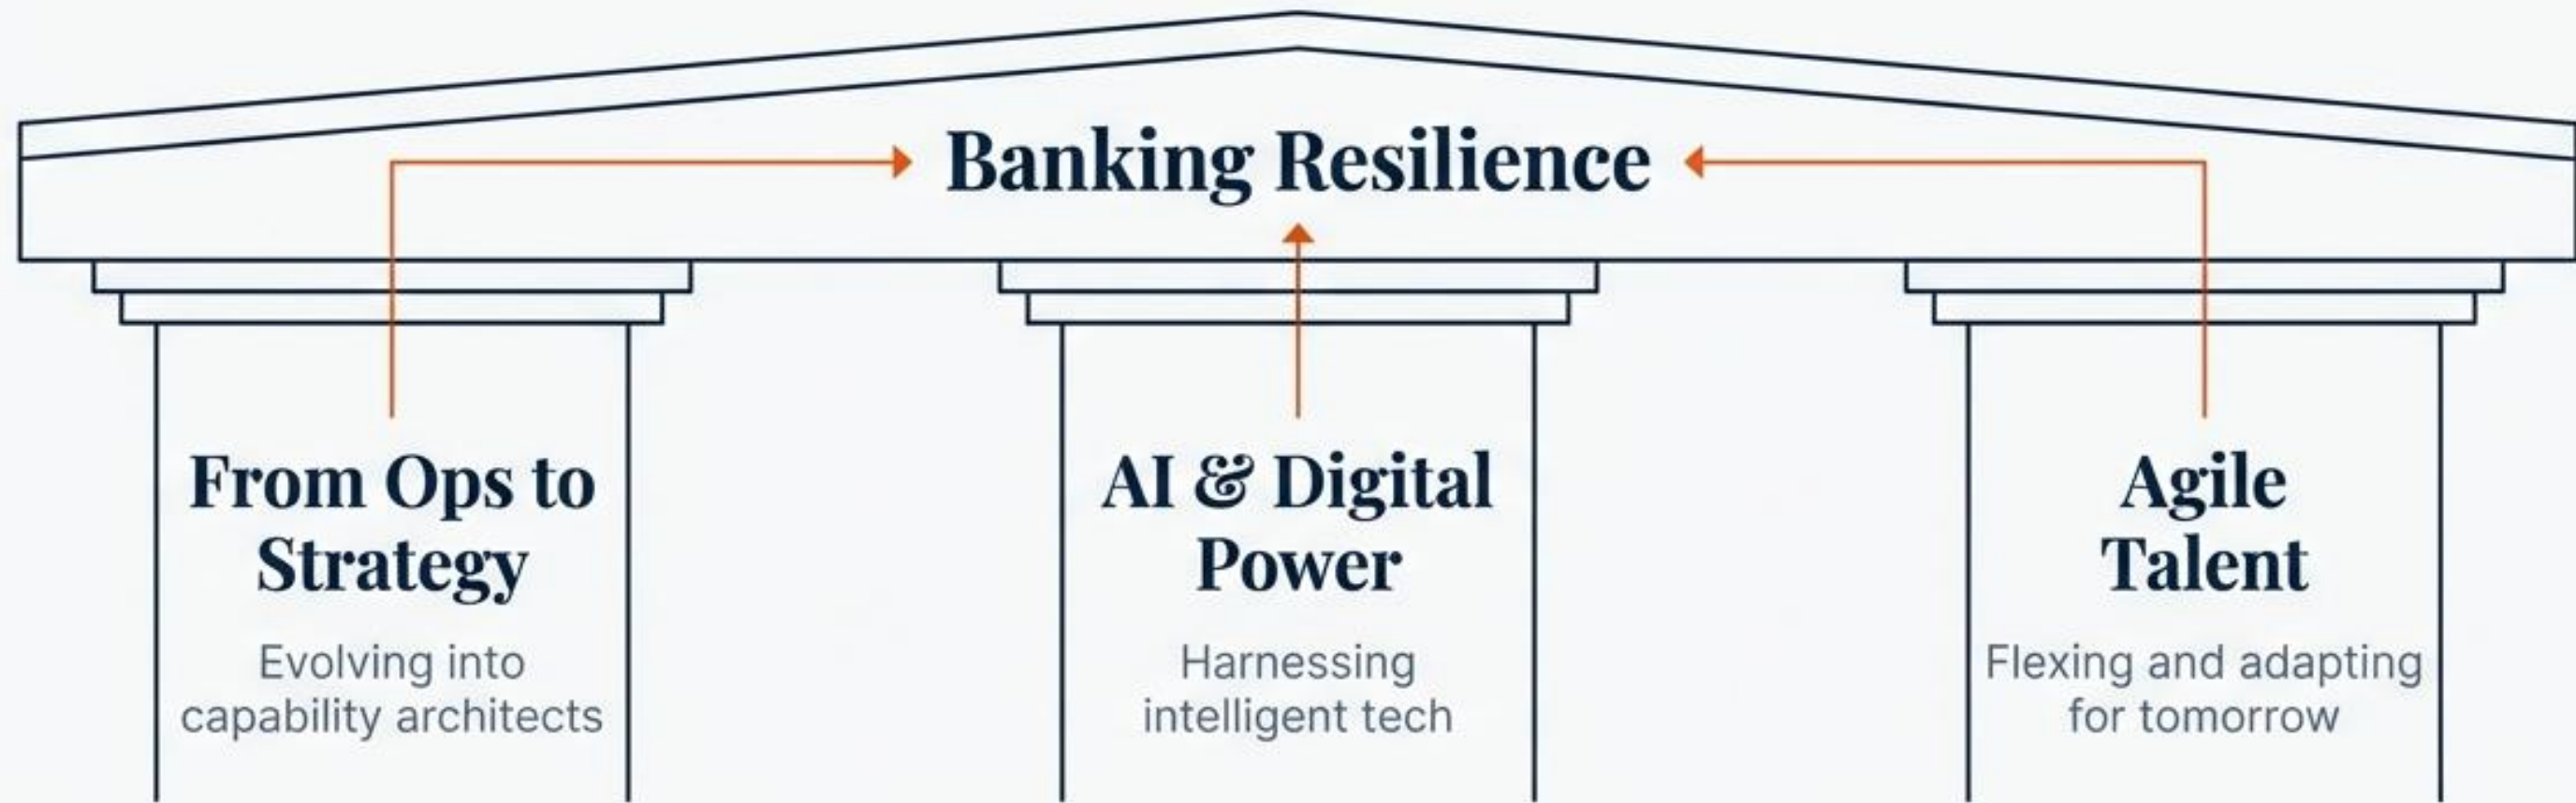 Banking Resilience
From Ops to
Strategy
Evolving into
capability architects
AI & Digital
Power
Harnessing
intelligent tech
Agile
Talent
Flexing and adapting
for tomorrow